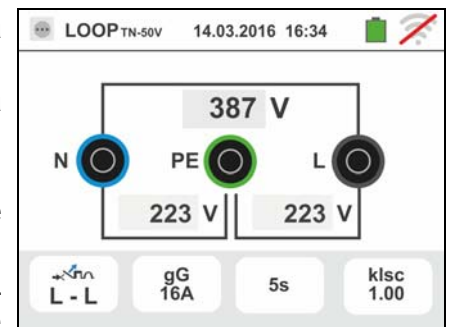 LOOP TN-50V 14.03.2016 16:34
387 V
N PE L
223 V 223 V
L - L
gG
16A
5s
kIsc
1.00